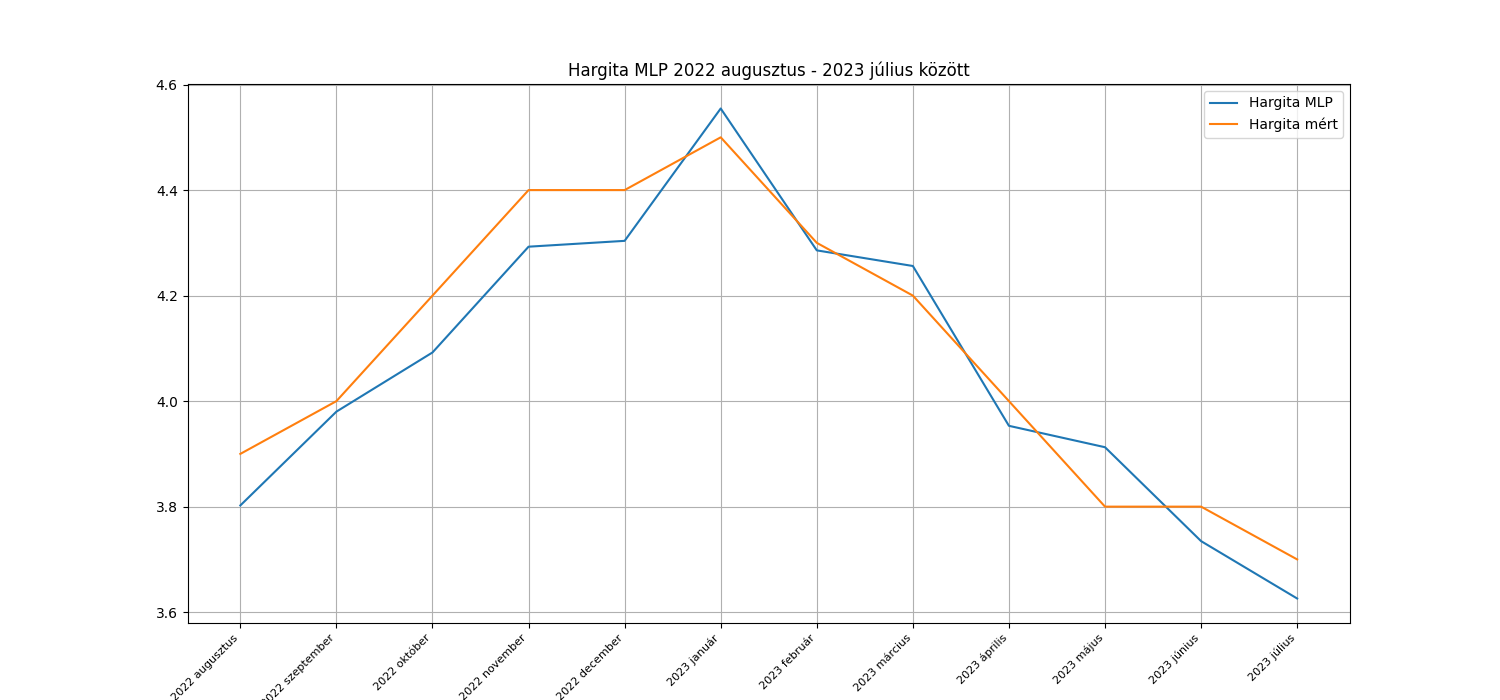 Hargita MLP 2022 augusztus - 2023 július között
Hargita MLP
Hargita mért
4.6
4.4
4.2
4.0
3.8
3.6
2022 augusztus
022 szeptember
2022 október
2022 november
2022 december
2023 január
2023 február
2023 március
2023 április
2023 május
2023 június
2023 július